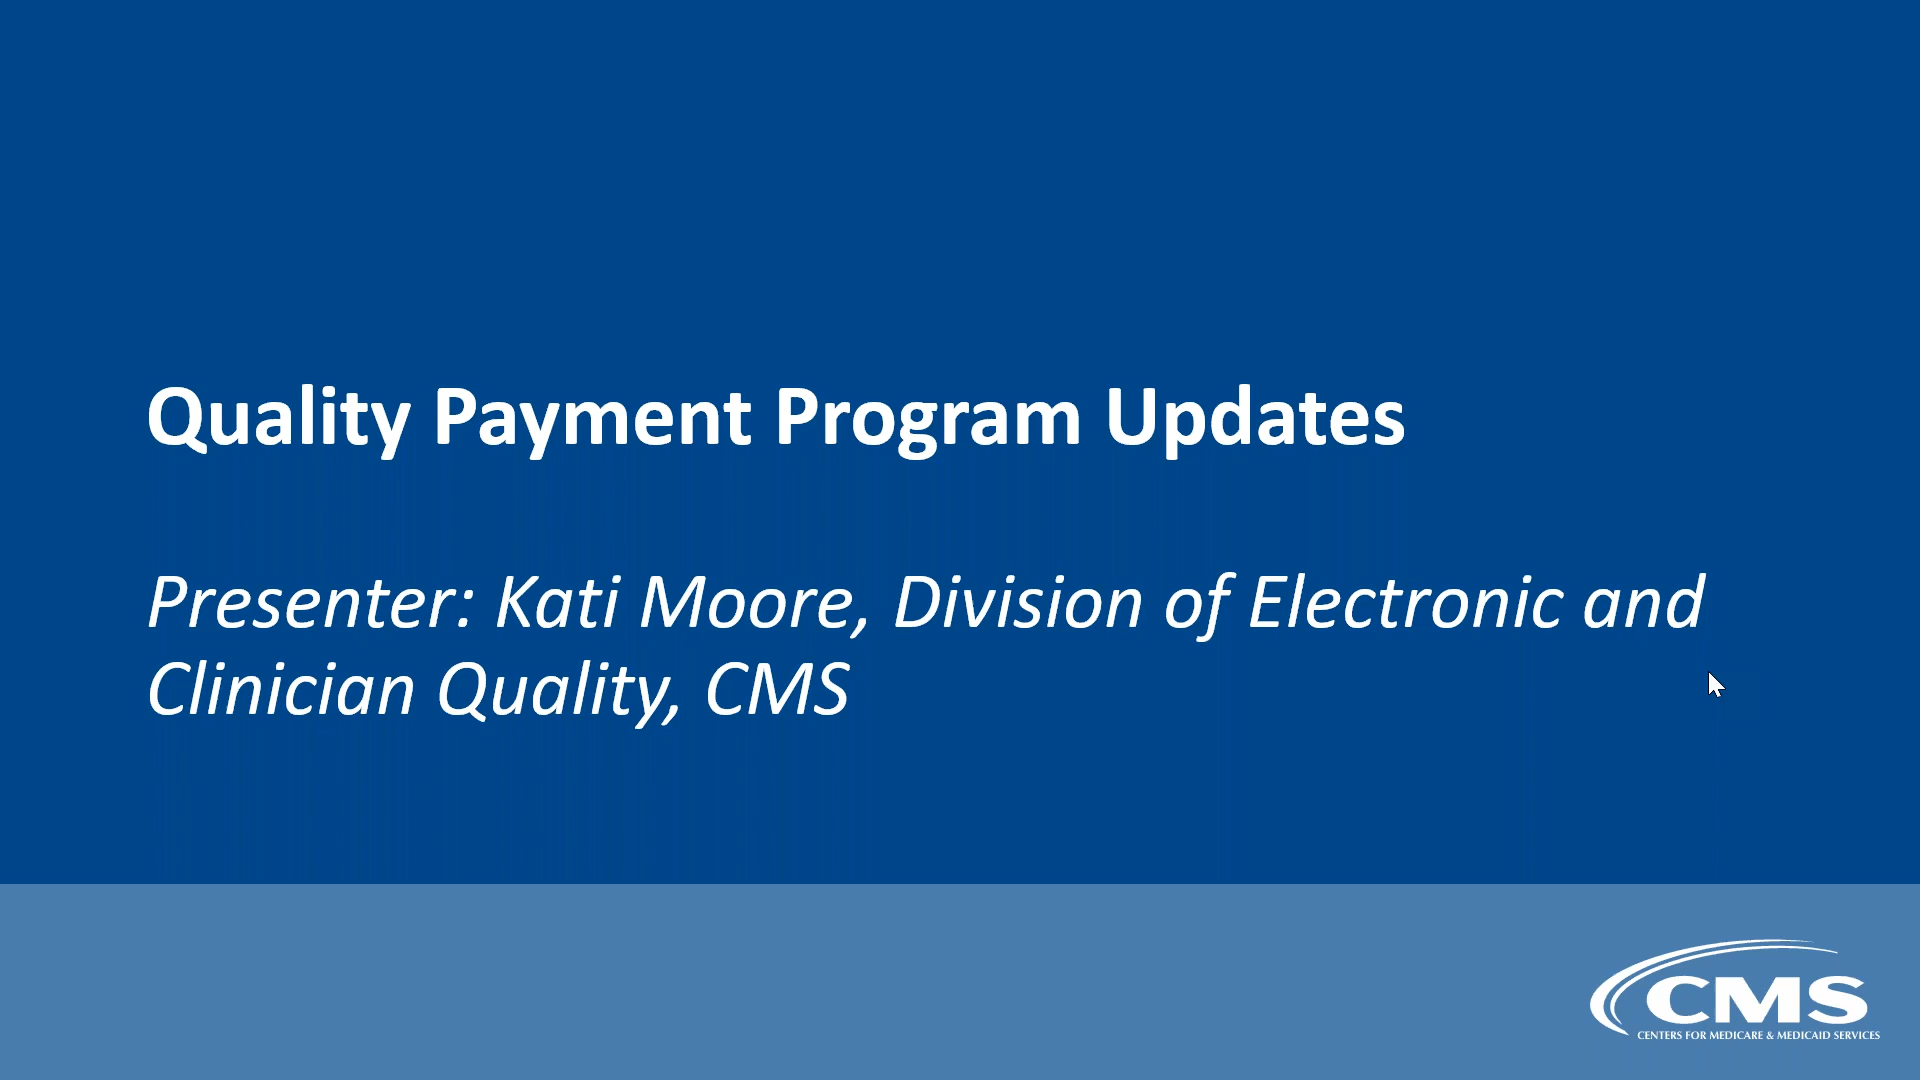 Quality Payment Program Updates
Presenter: Kati Moore, Division of Electronic and
Clinician Quality, CMS
CMS
CENTERS FOR MEDICARE & MEDICAID SERVICES